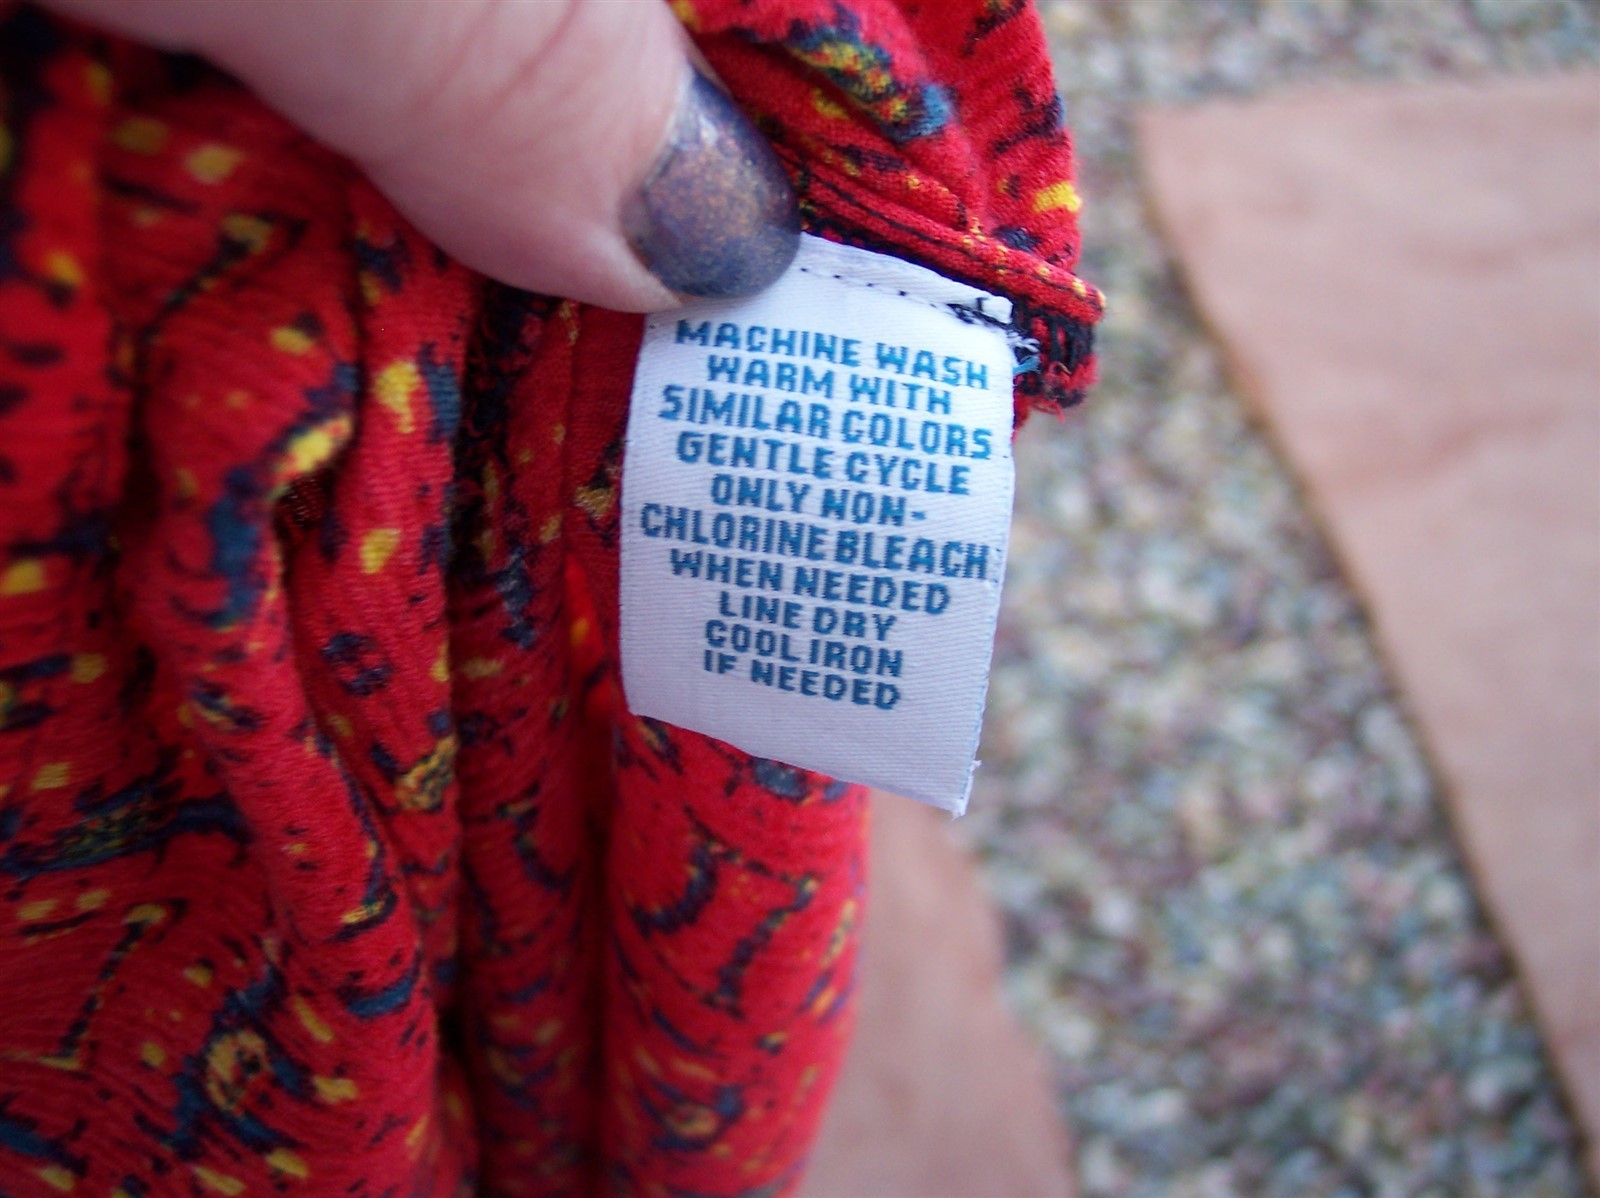 MACHINE WASH
WARM WITH
SIMILAR COLORS
GENTLE CYCLE
ONLY NON-
CHLORINE BLEACH
WHEN NEEDED
LINE DRY
COOL IRON
IF NEEDED